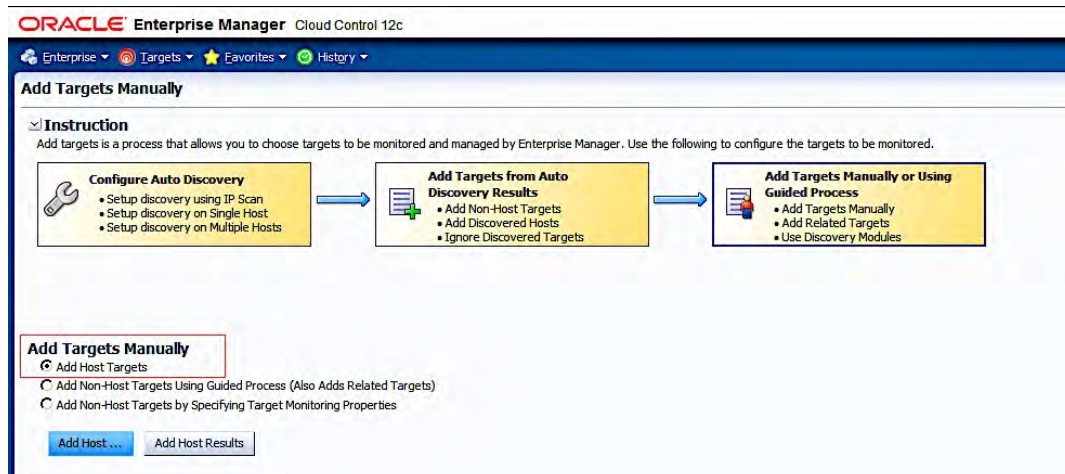 ORACLE Enterprise Manager Cloud Control 12c
Enterprise Targets Favorites History
Add Targets Manually
Instruction
Add targets is a process that allows you to choose targets to be monitored and managed by Enterprise Manager. Use the following to configure the targets to be monitored.
Configure Auto Discovery
• Setup discovery using IP Scan
• Setup discovery on Single Host
• Setup discovery on Multiple Hosts
Add Targets from Auto
Discovery Results
• Add Non-Host Targets
• Add Discovered Hosts
• Ignore Discovered Targets
Add Targets Manually or Using
Guided Process
• Add Targets Manually
• Add Related Targets
• Use Discovery Modules
Add Targets Manually
Add Host Targets
Add Non-Host Targets Using Guided Process (Also Adds Related Targets)
Add Non-Host Targets by Specifying Target Monitoring Properties
Add Host ... Add Host Results